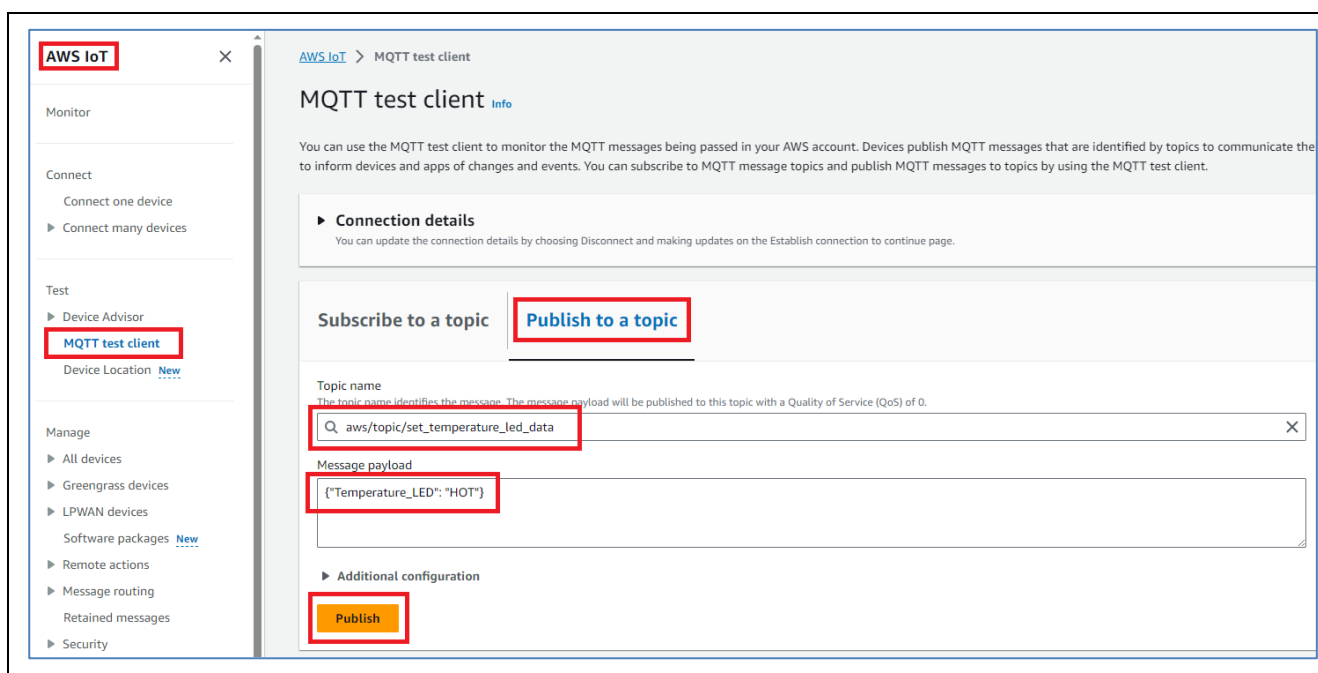 AWS IoT
Monitor
Connect
Connect one device
Connect many devices
Test
Device Advisor
MQTT test client
Device Location New
Manage
All devices
Greengrass devices
LPWAN devices
Software packages New
Remote actions
Message routing
Retained messages
Security
AWS IoT > MQTT test client
MQTT test client Info
You can use the MQTT test client to monitor the MQTT messages being passed in your AWS account. Devices publish MQTT messages that are identified by topics to communicate the
to inform devices and apps of changes and events. You can subscribe to MQTT message topics and publish MQTT messages to topics by using the MQTT test client.
Connection details
You can update the connection details by choosing Disconnect and making updates on the Establish connection to continue page.
Subscribe to a topic
Publish to a topic
Topic name
The topic name identifies the message. The message payload will be published to this topic with a Quality of Service (QoS) of 0.
aws/topic/set_temperature_led_data
Message payload
{"Temperature_LED": "HOT"}
Additional configuration
Publish